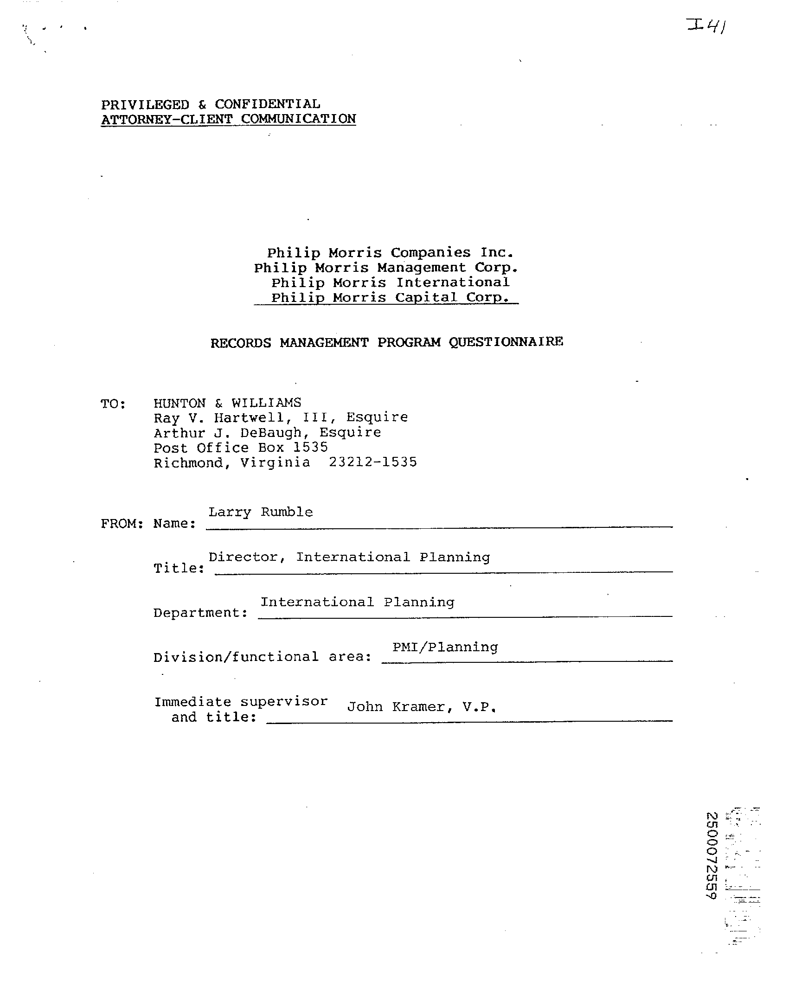 I41
PRIVILEGED & CONFIDENTIAL
ATTORNEY-CLIENT COMMUNICATION
Philip Morris Companies Inc.
Philip Morris Management Corp.
Philip Morris International
Philip Morris Capital Corp.
RECORDS MANAGEMENT PROGRAM QUESTIONNAIRE
TO: HUNTON & WILLIAMS
Ray V. Hartwell, III, Esquire
Arthur J. DeBaugh, Esquire
Post Office Box 1535
Richmond, Virginia 23212-1535
FROM: Name: Larry Rumble
Title: Director, International Planning
Department: International Planning
Division/functional area: PMI/Planning
Immediate supervisor
and title: John Kramer, V.P.
2500072559